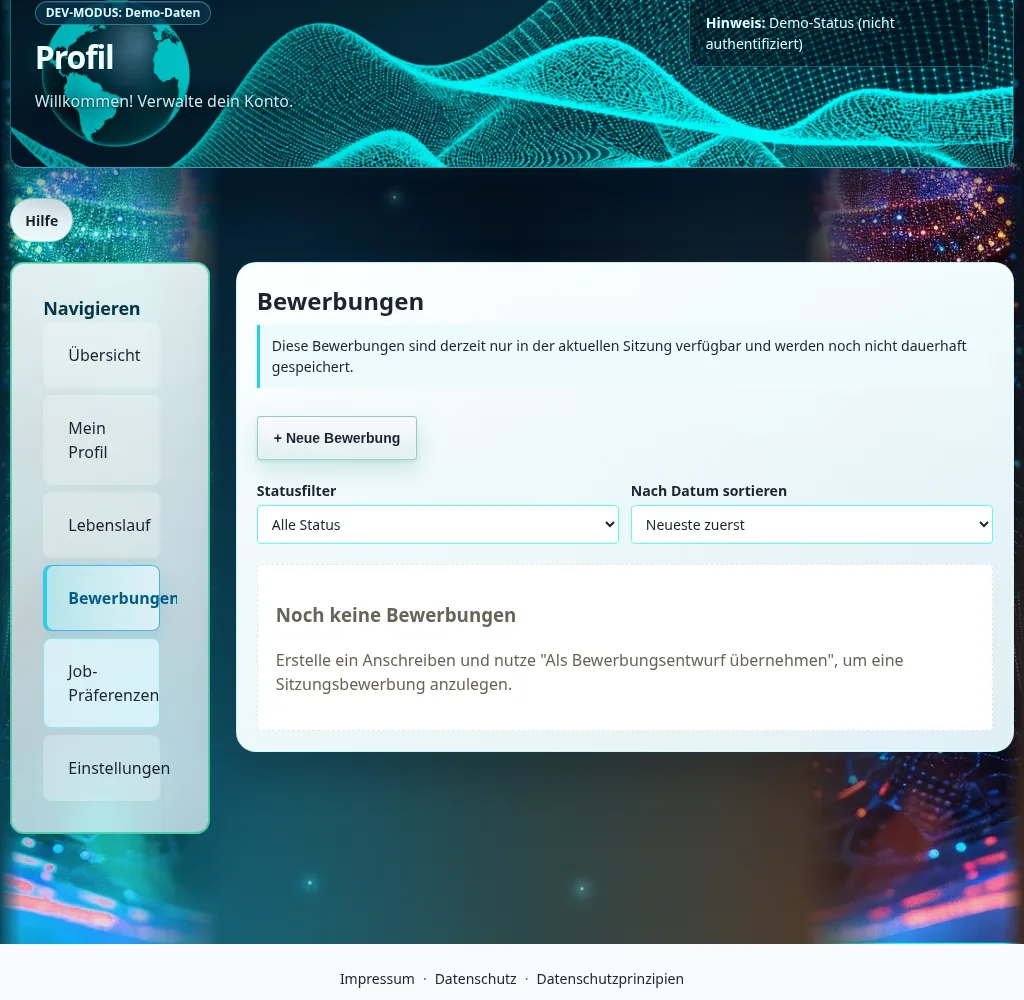 DEV-MODUS: Demo-Daten
Profil
Willkommen! Verwalte dein Konto.
Hinweis: Demo-Status (nicht
authentifiziert)
Hilfe
Navigieren
Übersicht
Mein
Profil
Lebenslauf
Bewerbungen
Job-
Präferenzen
Einstellungen
Bewerbungen
Diese Bewerbungen sind derzeit nur in der aktuellen Sitzung verfügbar und werden noch nicht dauerhaft
gespeichert.
+ Neue Bewerbung
Statusfilter
Nach Datum sortieren
Alle Status
Neueste zuerst
Noch keine Bewerbungen
Erstelle ein Anschreiben und nutze "Als Bewerbungsentwurf übernehmen", um eine
Sitzungsbewerbung anzulegen.
Impressum · Datenschutz · Datenschutzprinzipien